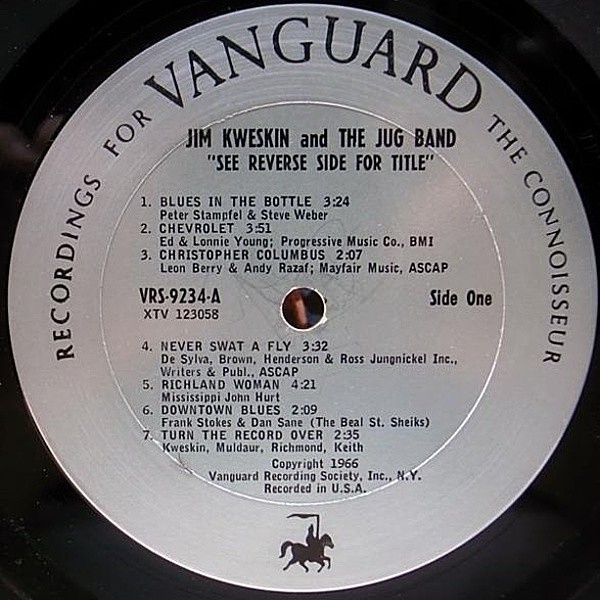 RECORDINGS FOR VANGUARD THE CONNOISSEUR
JIM KWESKIN and THE JUG BAND
"SEE REVERSE SIDE FOR TITLE"
1. BLUES IN THE BOTTLE 3:24
Peter Stampfel & Steve Weber
2. CHEVROLET 3:51
Ed & Lonnie Young; Progressive Music Co., BMI
3. CHRISTOPHER COLUMBUS 2:07
Leon Berry & Andy Razaf; Mayfair Music, ASCAP
VRS-9234-A Side One
XTV 123058
4. NEVER SWAT A FLY 3:32
De Sylva, Brown, Henderson & Ross Jungnickel Inc.,
Writers & Publ., ASCAP
5. RICHLAND WOMAN 4:21
Mississippi John Hurt
6. DOWNTOWN BLUES 2:09
Frank Stokes & Dan Sane (The Beal St. Sheiks)
7. TURN THE RECORD OVER 2:35
Kweskin, Muldaur, Richmond, Keith
Copyright 1966
Vanguard Recording Society, Inc., N.Y.
Recorded in U.S.A.